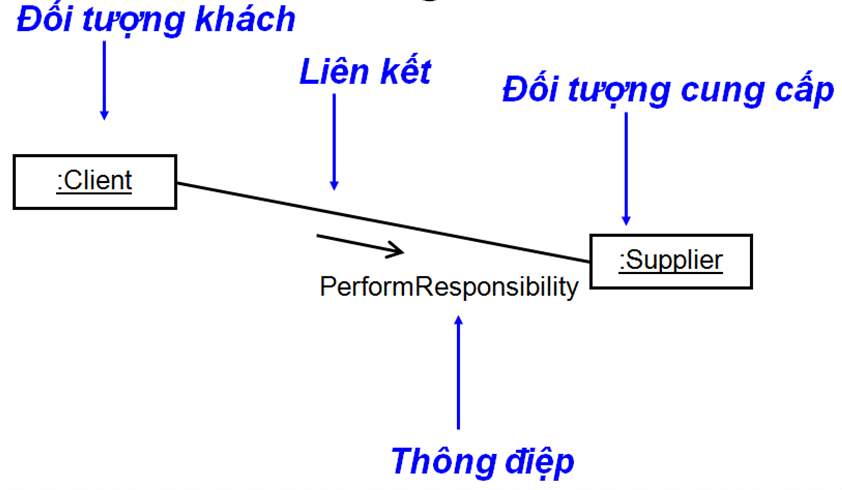 Đối tượng khách
Liên kết
Đối tượng cung cấp
:Client
:Supplier
PerformResponsibility
Thông điệp